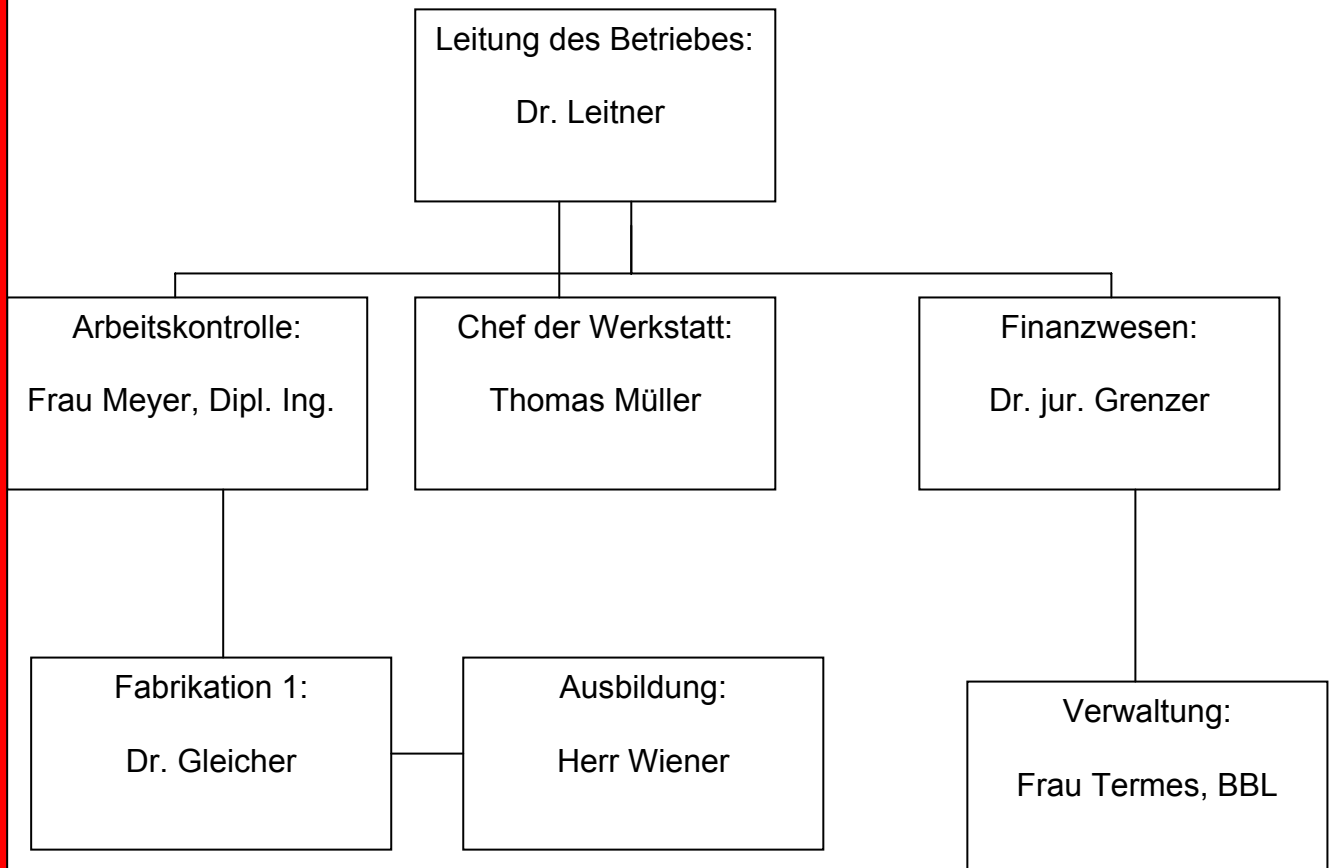 Leitung des Betriebes:
Dr. Leitner
Arbeitskontrolle:
Frau Meyer, Dipl. Ing.
Chef der Werkstatt:
Thomas Müller
Finanzwesen:
Dr. jur. Grenzer
Fabrikation 1:
Dr. Gleicher
Ausbildung:
Herr Wiener
Verwaltung:
Frau Termes, BBL